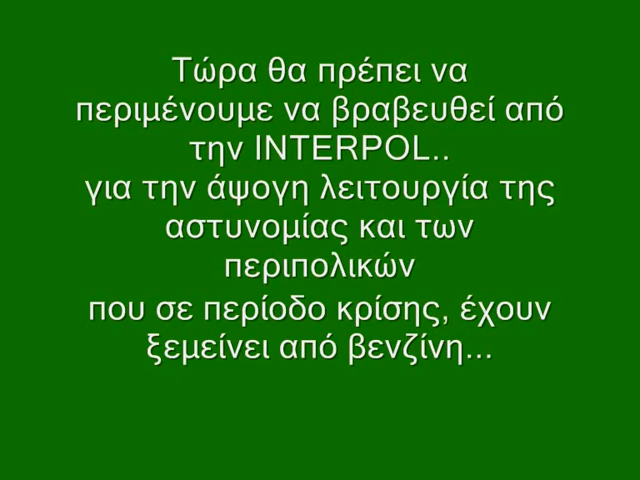 Τώρα θα πρέπει να
περιμένουμε να βραβευθεί από
την INTERPOL..
για την άψογη λειτουργία της
αστυνομίας και των
περιπολικών
που σε περίοδο κρίσης, έχουν
ξεμείνει από βενζίνη...